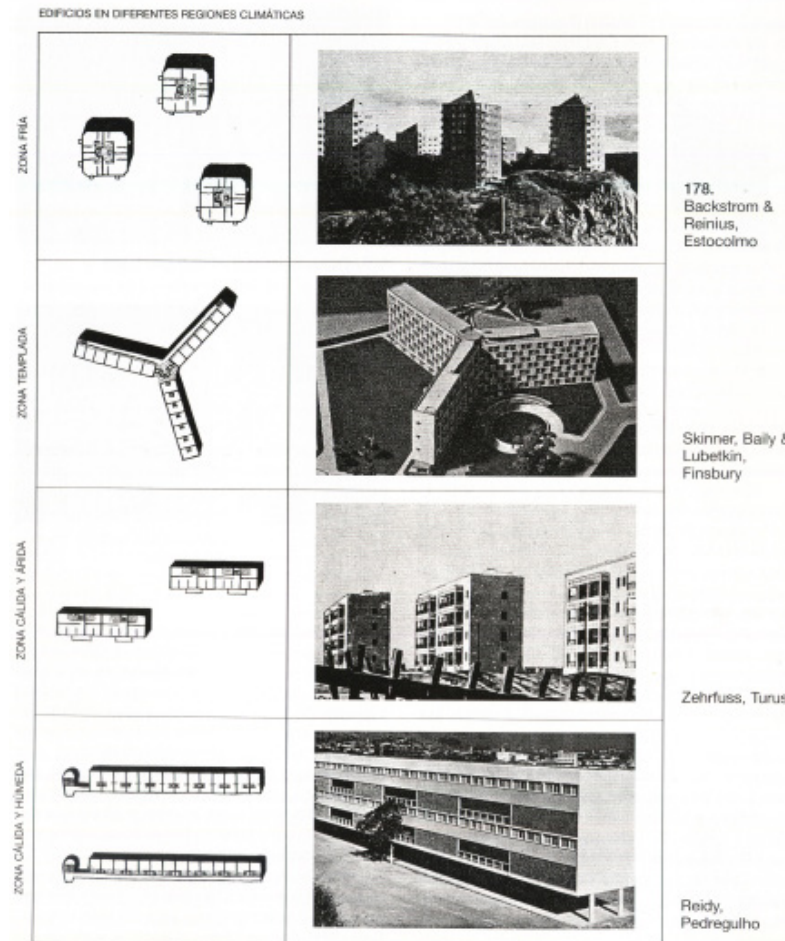 EDIFICIOS EN DIFERENTES REGIONES CLIMÁTICAS
ZONA FRÍA
178.
Backstrom &
Reinius,
Estocolmo
ZONA TEMPLADA
Skinner, Baily &
Lubetkin,
Finsbury
ZONA CÁLIDA Y ÁRIDA
Zehrfuss, Turus
ZONA CÁLIDA Y HÚMEDA
Reidy,
Pedregulho